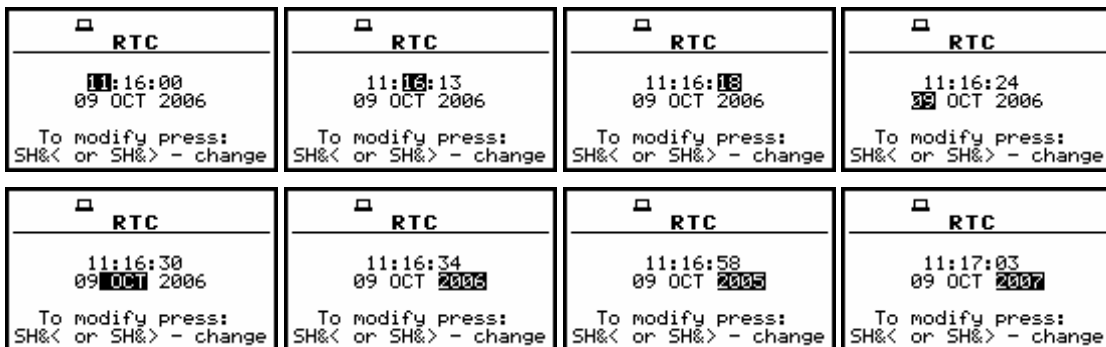 RTC
11:16:00
09 OCT 2006
To modify press:
SH&< or SH&> - change
RTC
11:16:13
09 OCT 2006
To modify press:
SH&< or SH&> - change
RTC
11:16:18
09 OCT 2006
To modify press:
SH&< or SH&> - change
RTC
11:16:24
09 OCT 2006
To modify press:
SH&< or SH&> - change
RTC
11:16:30
09 OCT 2006
To modify press:
SH&< or SH&> - change
RTC
11:16:34
09 OCT 2006
To modify press:
SH&< or SH&> - change
RTC
11:16:58
09 OCT 2005
To modify press:
SH&< or SH&> - change
RTC
11:17:03
09 OCT 2007
To modify press:
SH&< or SH&> - change